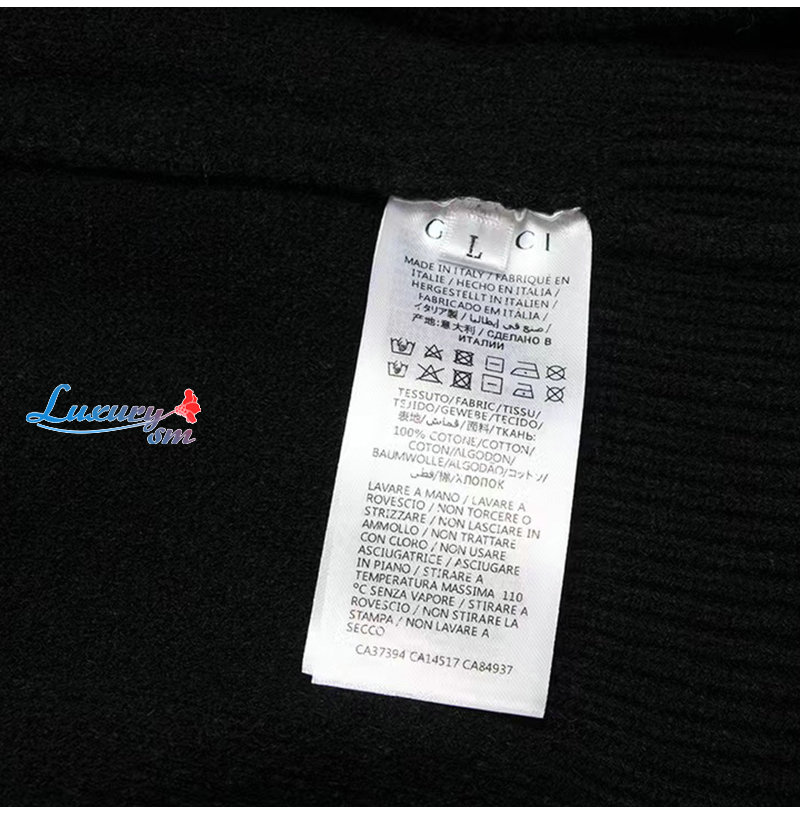 G CI
L
MADE IN ITALY / FABRIQUÉ EN
ITALIE / HECHO EN ITALIA /
HERGESTELLT IN ITALIEN /
FABRICADO EM ITÁLIA /
イタリア製 / صنع في إيطاليا /
产地:意大利 / СДЕЛАНО В
ИТАЛИИ
TESSUTO/FABRIC/TISSU/
TEJIDO/GEWEBE/TECIDO/
表地/قماش/面料/ТКАНЬ:
100% COTONE/COTTON/
COTON/ALGODON/
BAUMWOLLE/ALGODÃO/コットン/
قطن/棉/ХЛОПОК
LAVARE A MANO / LAVARE A
ROVESCIO / NON TORCERE O
STRIZZARE / NON LASCIARE IN
AMMOLLO / NON TRATTARE
CON CLORO / NON USARE
ASCIUGATRICE / ASCIUGARE
IN PIANO / STIRARE A
TEMPERATURA MASSIMA 110
°C SENZA VAPORE / STIRARE A
ROVESCIO / NON STIRARE LA
STAMPA / NON LAVARE A
SECCO
CA37394 CA14517 CA84937
Luxury
sm